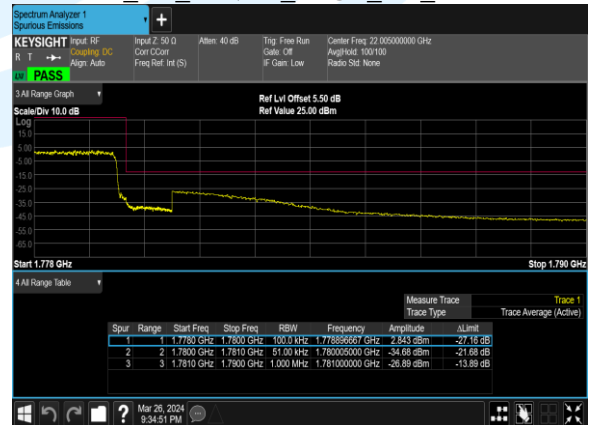 Spectrum Analyzer 1
Spurious Emissions
+
KEYSIGHT Input: RF Input Z: 50 Ω Atten: 40 dB Trig: Free Run Center Freq: 22.005000000 GHz
R T Coupling: DC Corr CCorr Gate: Off Avg|Hold: 100/100
Align: Auto Freq Ref: Int (S) IF Gain: Low Radio Std: None
LV PASS
3 All Range Graph
Ref Lvl Offset 5.50 dB
Scale/Div 10.0 dB Ref Value 25.00 dBm
Log
15.0
5.00
-5.00
-15.0
-25.0
-35.0
-45.0
-55.0
-65.0
Start 1.778 GHz Stop 1.790 GHz
4 All Range Table
Measure Trace Trace 1
Trace Type Trace Average (Active)
Spur Range Start Freq Stop Freq RBW Frequency Amplitude ΔLimit
1 1 1.7780 GHz 1.7800 GHz 100.0 kHz 1.778896667 GHz 2.843 dBm -27.16 dB
2 2 1.7800 GHz 1.7810 GHz 51.00 kHz 1.780005000 GHz -34.68 dBm -21.68 dB
3 3 1.7810 GHz 1.7900 GHz 1.000 MHz 1.781000000 GHz -26.89 dBm -13.89 dB
? Mar 26, 2024
9:34:51 PM